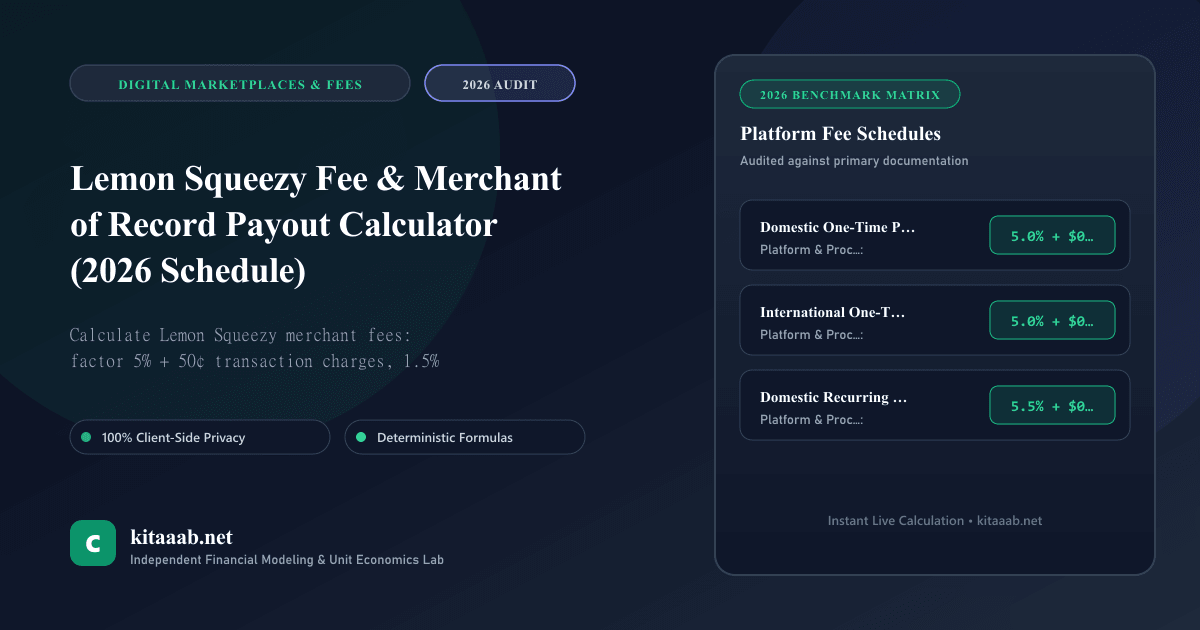 DIGITAL MARKETPLACES & FEES
2026 AUDIT
Lemon Squeezy Fee & Merchant
of Record Payout Calculator
(2026 Schedule)
Calculate Lemon Squeezy merchant fees:
factor 5% + 50¢ transaction charges, 1.5%
100% Client-Side Privacy
Deterministic Formulas
C
kitaaab.net
Independent Financial Modeling & Unit Economics Lab
2026 BENCHMARK MATRIX
Platform Fee Schedules
Audited against primary documentation
Domestic One-Time P…
Platform & Proc…:
5.0% + $0…
International One-T…
Platform & Proc…:
5.0% + $0…
Domestic Recurring …
Platform & Proc…:
5.5% + $0…
Instant Live Calculation • kitaaab.net